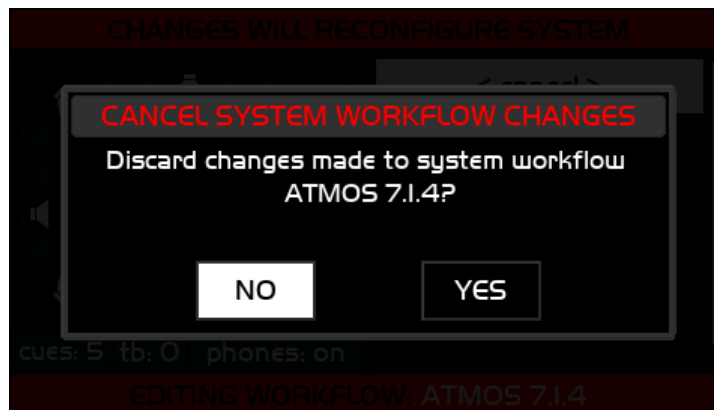 CHANGES WILL RECONFIGURE SYSTEM
< cancel >
CANCEL SYSTEM WORKFLOW CHANGES
Discard changes made to system workflow
ATMOS 7.1.4?
NO
YES
cues: 5 tb: 0 phones: on
EDITING WORKFLOW: ATMOS 7.1.4